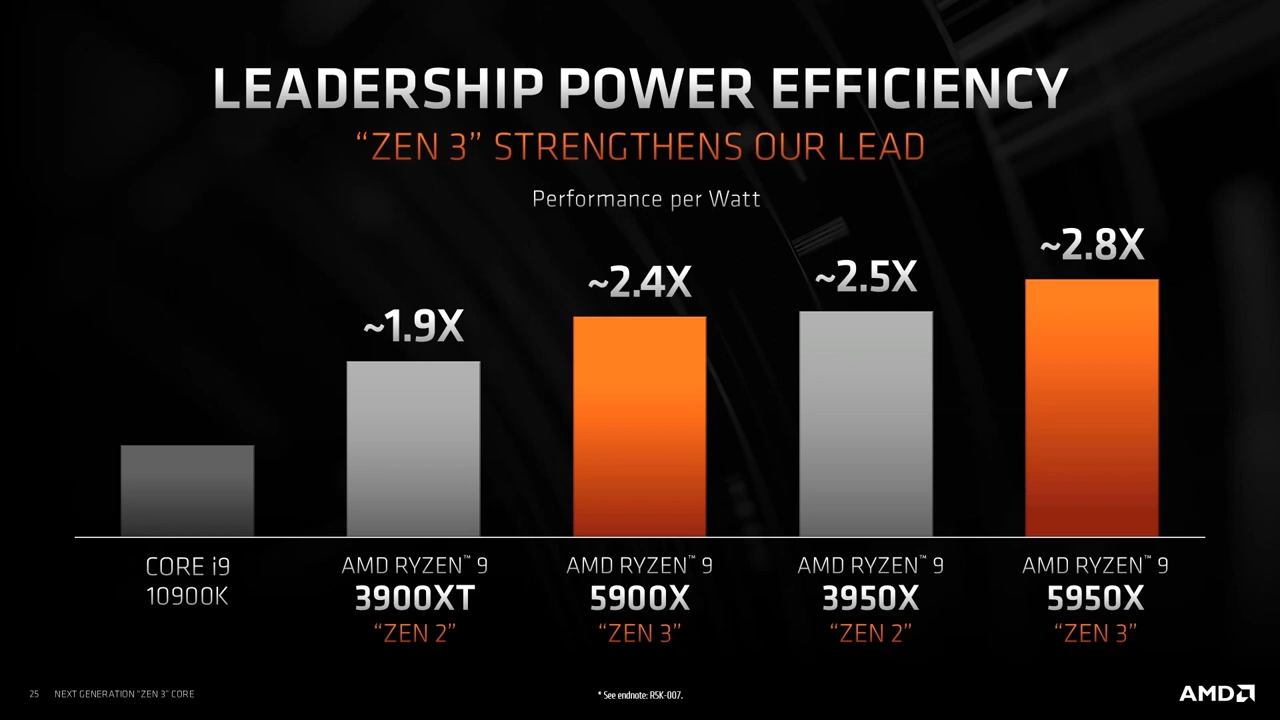 LEADERSHIP POWER EFFICIENCY
“ZEN 3” STRENGTHENS OUR LEAD
Performance per Watt
~1.9X
~2.4X
~2.5X
~2.8X
CORE i9
10900K
AMD RYZEN™ 9
3900XT
“ZEN 2”
AMD RYZEN™ 9
5900X
“ZEN 3”
AMD RYZEN™ 9
3950X
“ZEN 2”
AMD RYZEN™ 9
5950X
“ZEN 3”
25 NEXT GENERATION “ZEN 3” CORE
* See endnote: R5K-007.
AMD